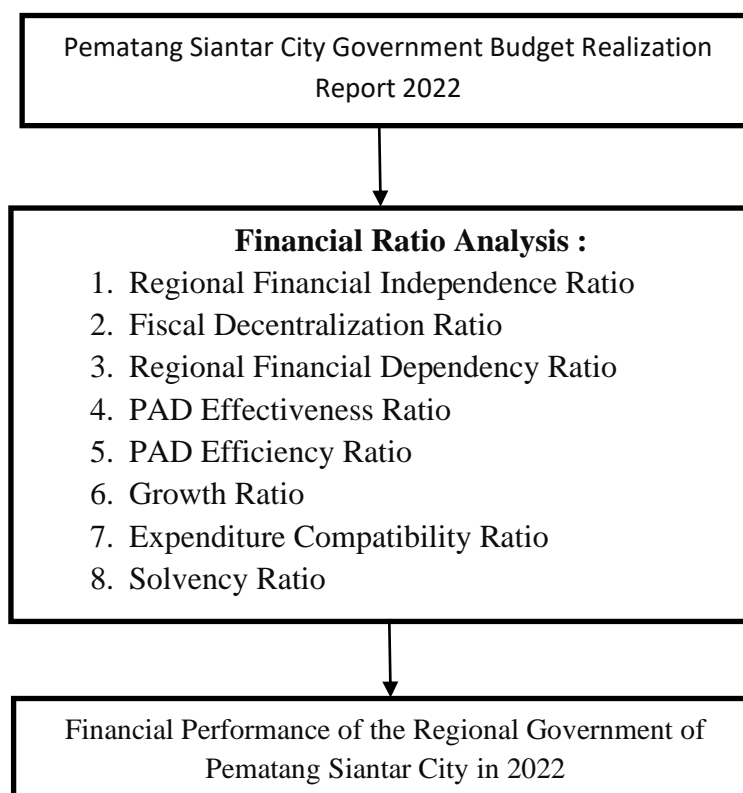 Pematang Siantar City Government Budget Realization
Report 2022
Financial Ratio Analysis :
1. Regional Financial Independence Ratio
2. Fiscal Decentralization Ratio
3. Regional Financial Dependency Ratio
4. PAD Effectiveness Ratio
5. PAD Efficiency Ratio
6. Growth Ratio
7. Expenditure Compatibility Ratio
8. Solvency Ratio
Financial Performance of the Regional Government of
Pematang Siantar City in 2022